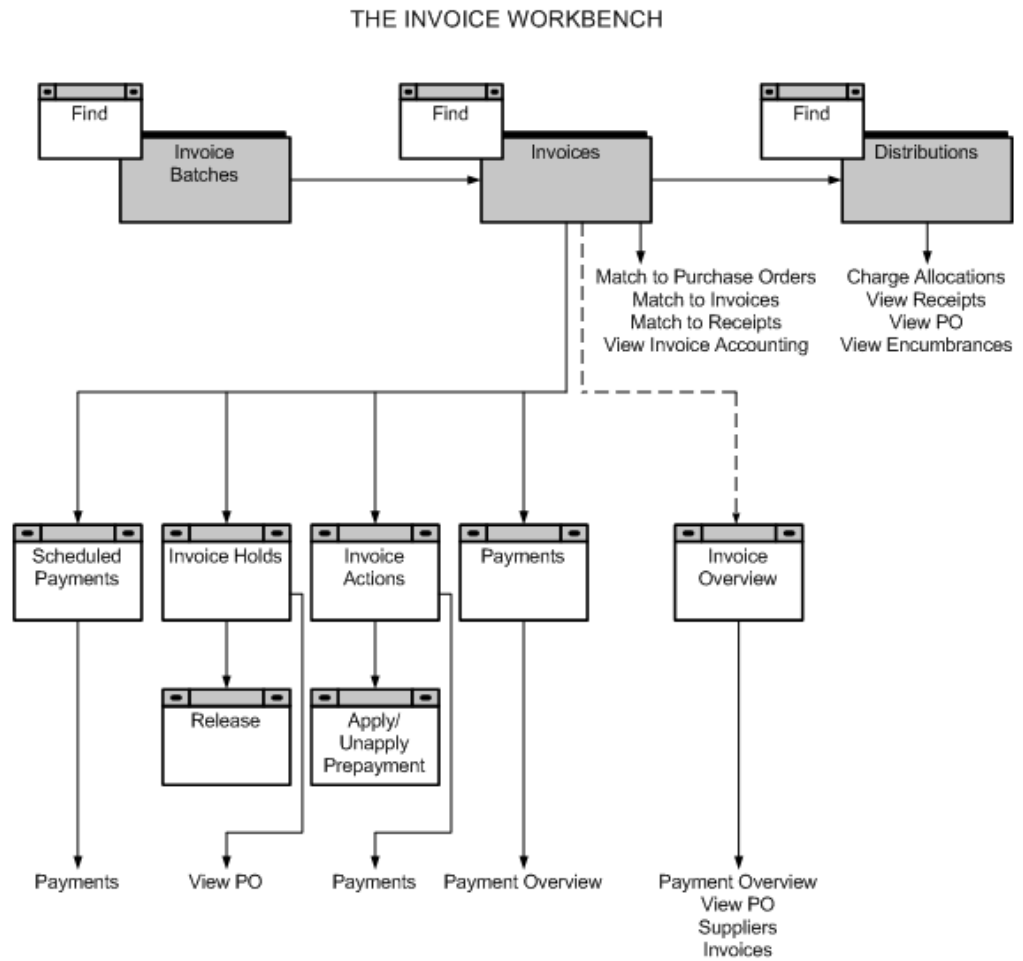 THE INVOICE WORKBENCH
Find
Invoice
Batches
Find
Invoices
Find
Distributions
Match to Purchase Orders
Match to Invoices
Match to Receipts
View Invoice Accounting
Charge Allocations
View Receipts
View PO
View Encumbrances
Scheduled
Payments
Invoice Holds
Invoice
Actions
Payments
Invoice
Overview
Release
Apply/
Unapply
Prepayment
Payments
View PO
Payments
Payment Overview
Payment Overview
View PO
Suppliers
Invoices